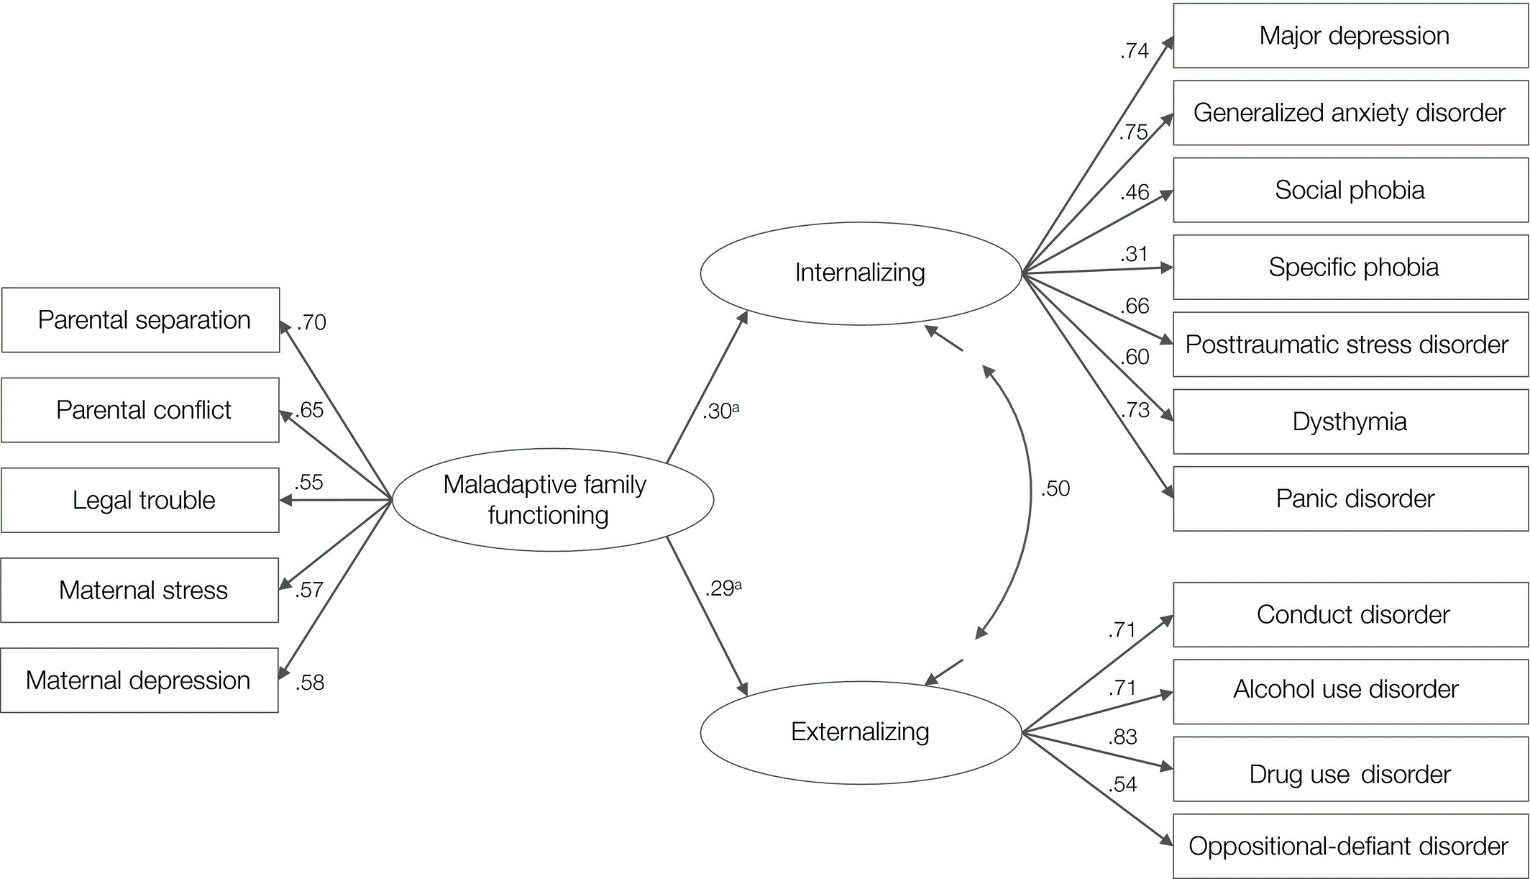 Parental separation
.70
Parental conflict
.65
Legal trouble
.55
Maternal stress
.57
Maternal depression
.58
Maladaptive family
functioning
.30ᵃ
.29ᵃ
Internalizing
.50
Externalizing
.74
Major depression
.75
Generalized anxiety disorder
.46
Social phobia
.31
Specific phobia
.66
Posttraumatic stress disorder
.60
Dysthymia
.73
Panic disorder
.71
Conduct disorder
.71
Alcohol use disorder
.83
Drug use disorder
.54
Oppositional-defiant disorder